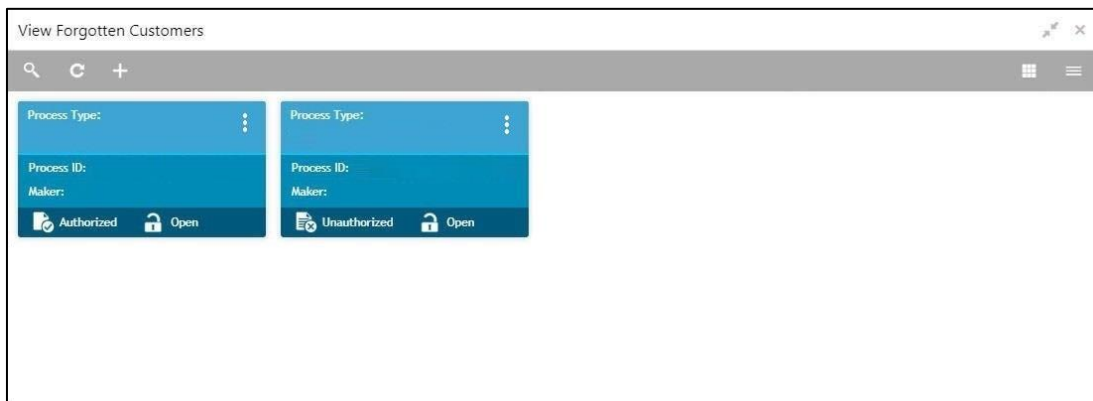 View Forgotten Customers
Process Type:
Process ID:
Maker:
Authorized Open
Process Type:
Process ID:
Maker:
Unauthorized Open